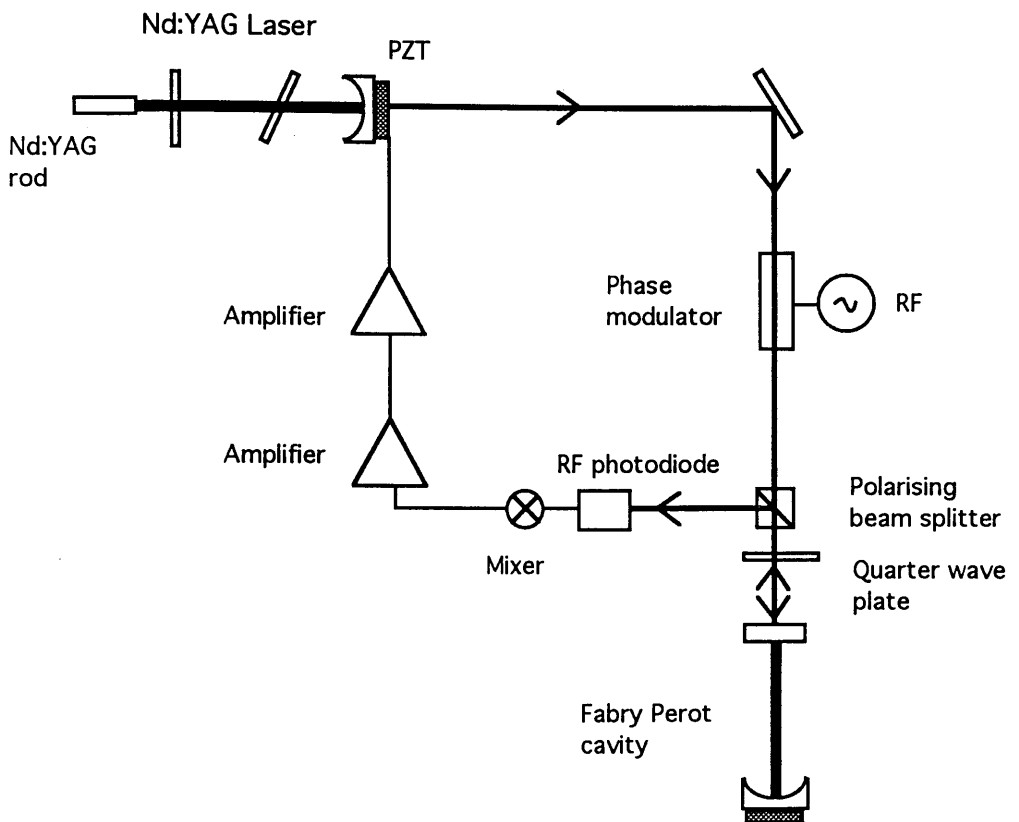 Nd:YAG Laser
PZT
Nd:YAG
rod
Phase
modulator
RF
Amplifier
Amplifier
RF photodiode
Polarising
beam splitter
Mixer
Quarter wave
plate
Fabry Perot
cavity